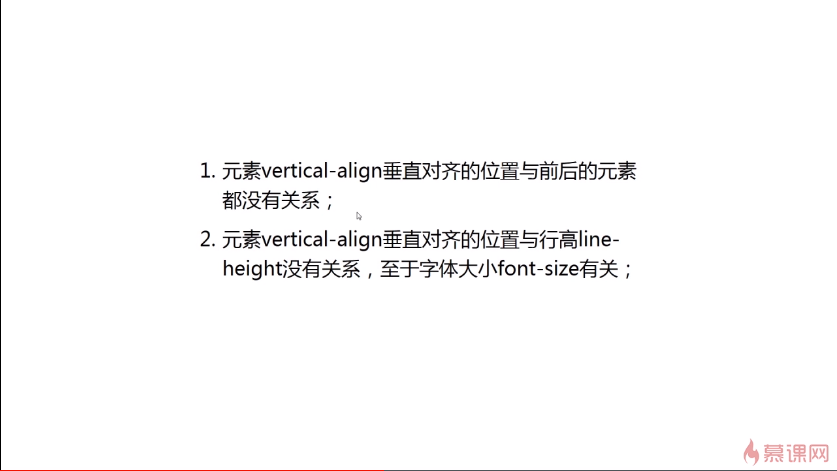 1. 元素vertical-align垂直对齐的位置与前后的元素
都没有关系；
2. 元素vertical-align垂直对齐的位置与行高line-
height没有关系，至于字体大小font-size有关；
慕课网